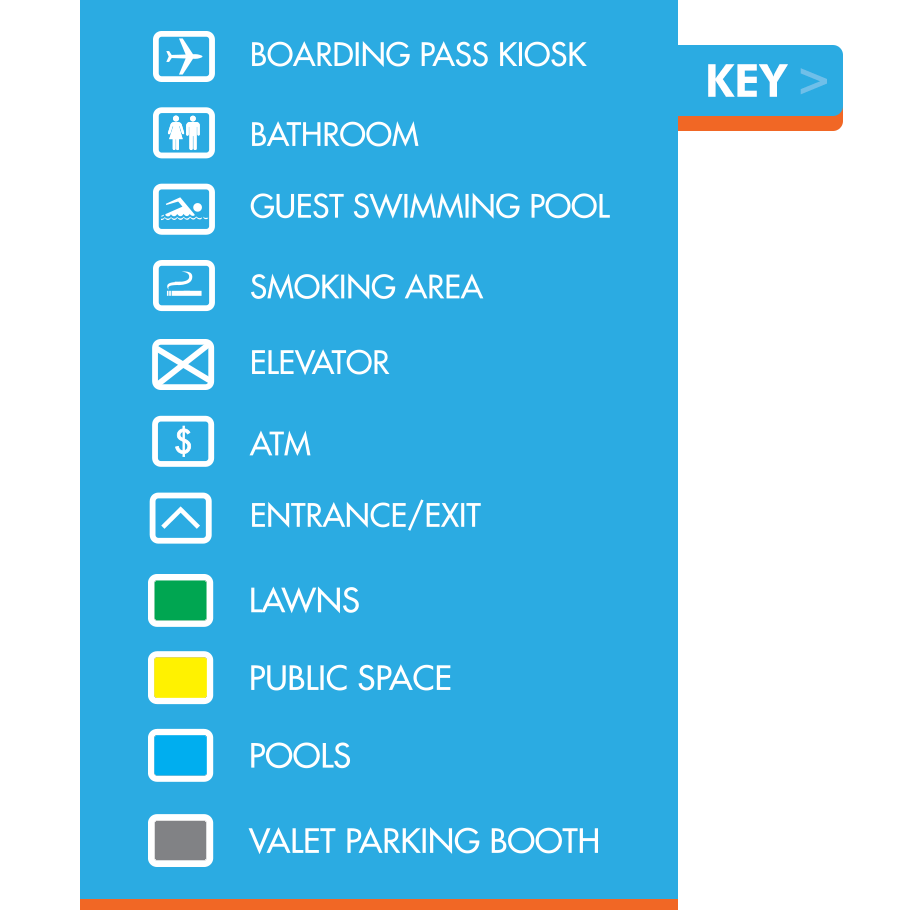 BOARDING PASS KIOSK
KEY >
BATHROOM
GUEST SWIMMING POOL
SMOKING AREA
ELEVATOR
$ ATM
ENTRANCE/EXIT
LAWNS
PUBLIC SPACE
POOLS
VALET PARKING BOOTH